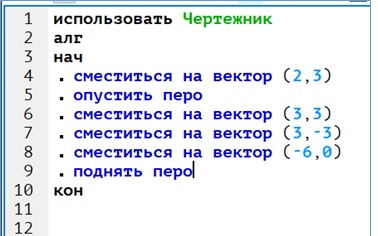 1 использовать Чертежник
2 алг
3 нач
4 . сместиться на вектор (2,3)
5 . опустить перо
6 . сместиться на вектор (3,3)
7 . сместиться на вектор (3,-3)
8 . сместиться на вектор (-6,0)
9 . поднять перо
10 кон
11
12